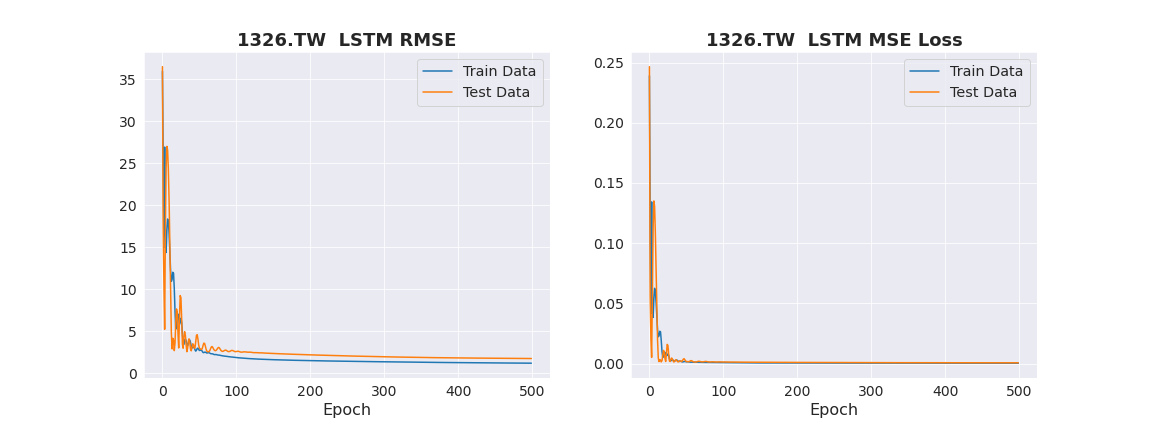 1326.TW  LSTM RMSE
35
30
25
20
15
10
5
0
0 100 200 300 400 500
Epoch
Train Data
Test Data
1326.TW  LSTM MSE Loss
0.25
0.20
0.15
0.10
0.05
0.00
0 100 200 300 400 500
Epoch
Train Data
Test Data